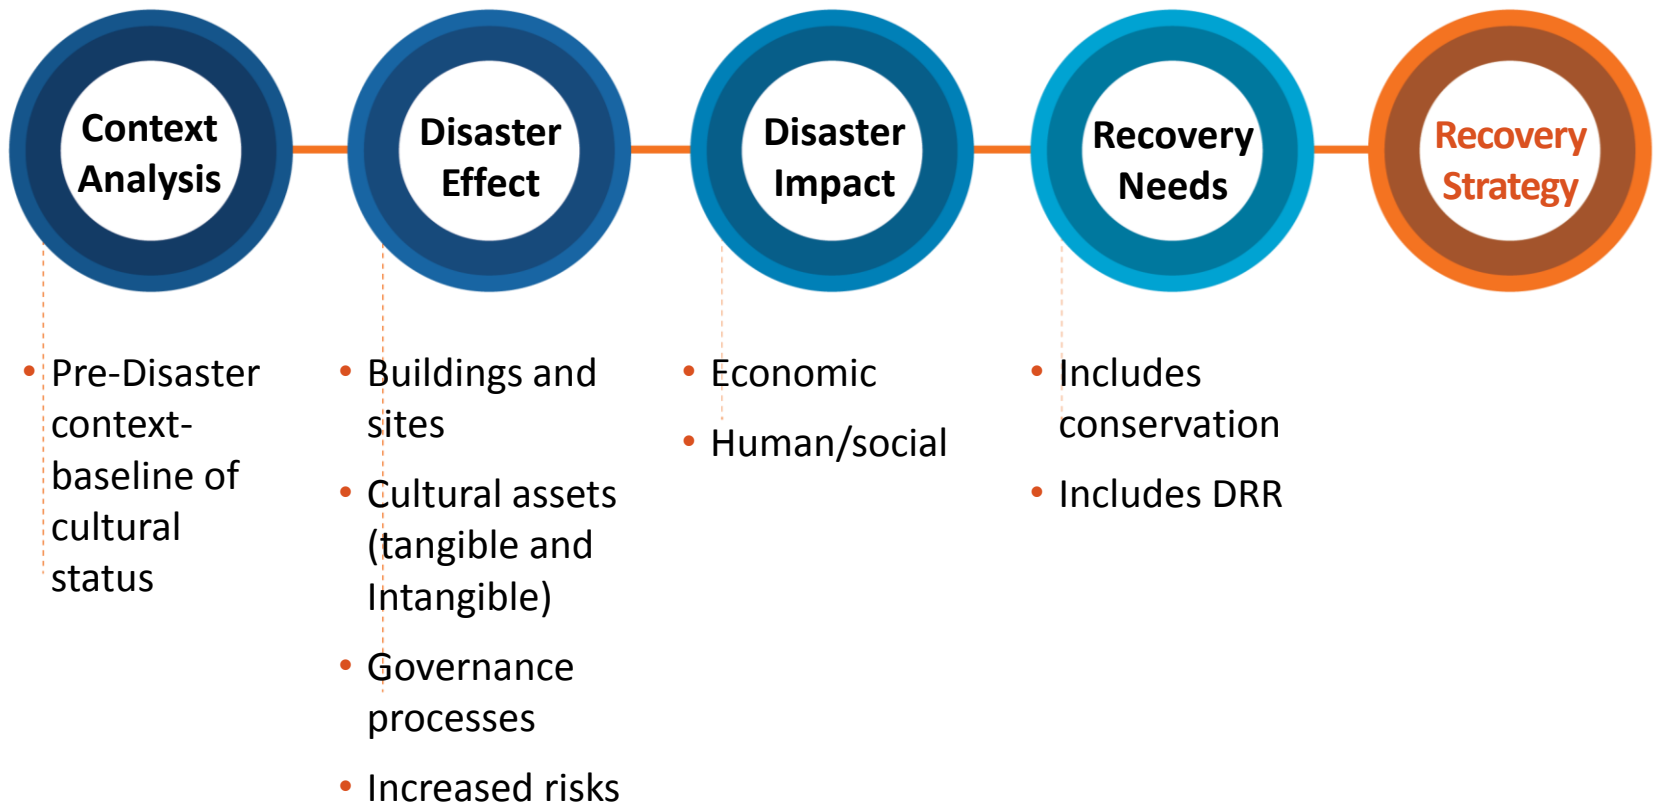 Context
Analysis
Disaster
Effect
Disaster
Impact
Recovery
Needs
Recovery
Strategy
• Pre-Disaster
context-
baseline of
cultural
status
• Buildings and
sites
• Cultural assets
(tangible and
Intangible)
• Governance
processes
• Increased risks
• Economic
• Human/social
• Includes
conservation
• Includes DRR